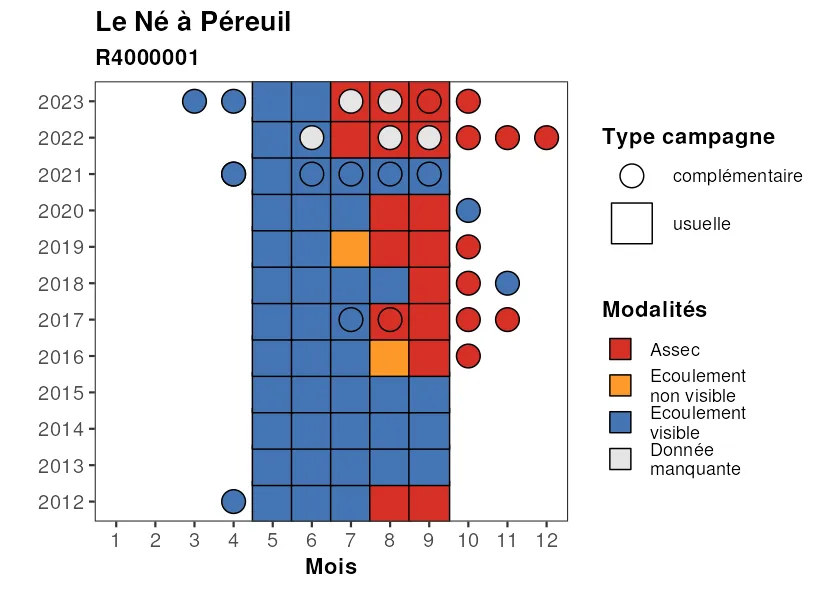 Le Né à Péreuil
R4000001
2023
2022
2021
2020
2019
2018
2017
2016
2015
2014
2013
2012
1 2 3 4 5 6 7 8 9 10 11 12
Mois
Type campagne
complémentaire
usuelle
Modalités
Assec
Ecoulement
non visible
Ecoulement
visible
Donnée
manquante